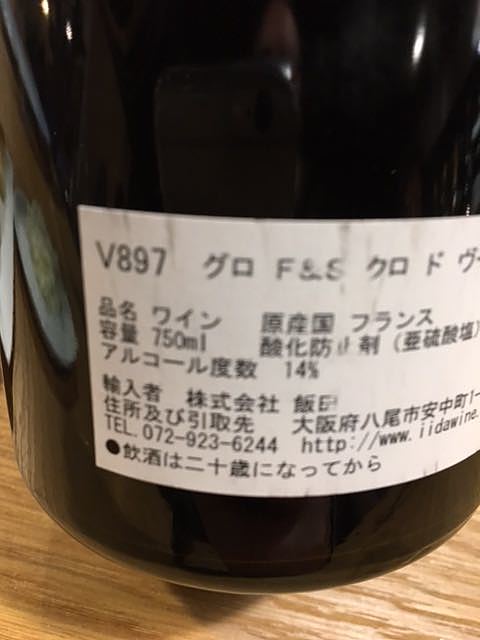 V897 グロ F&S クロ ド ヴ
品名 ワイン 原産国 フランス
容量 750ml 酸化防止剤（亜硫酸塩）
アルコール度数 14%
輸入者 株式会社 飯田
住所及び引取先 大阪府八尾市安中町1-
TEL.072-923-6244 http://www.iidawine.
●飲酒は二十歳になってから